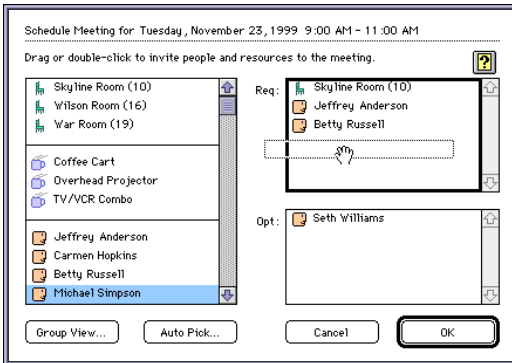 Schedule Meeting for Tuesday, November 23, 1999 9:00 AM - 11:00 AM
Drag or double-click to invite people and resources to the meeting.
?
Skyline Room (10)
Wilson Room (16)
War Room (19)
Coffee Cart
Overhead Projector
TV/VCR Combo
Jeffrey Anderson
Carmen Hopkins
Betty Russell
Michael Simpson
Req:
Skyline Room (10)
Jeffrey Anderson
Betty Russell
Opt:
Seth Williams
Group View...
Auto Pick...
Cancel
OK